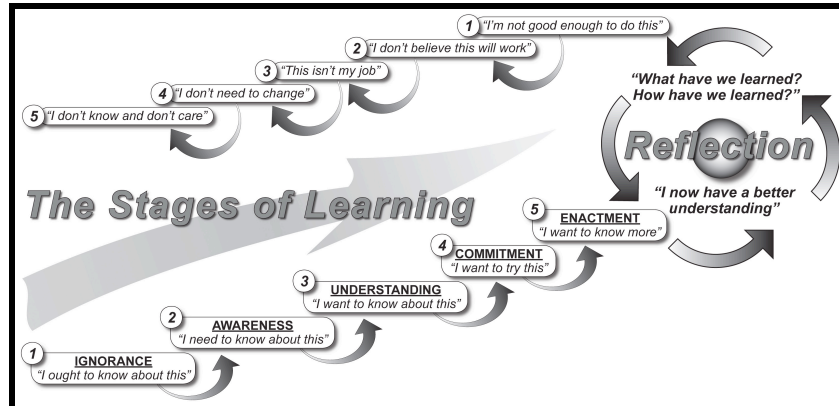 1 "I'm not good enough to do this"
2 "I don't believe this will work"
3 "This isn't my job"
4 "I don't need to change"
5 "I don't know and don't care"
"What have we learned?
How have we learned?"
Reflection
"I now have a better
understanding"
The Stages of Learning
5 ENACTMENT
"I want to know more"
4 COMMITMENT
"I want to try this"
3 UNDERSTANDING
"I want to know about this"
2 AWARENESS
"I need to know about this"
1 IGNORANCE
"I ought to know about this"